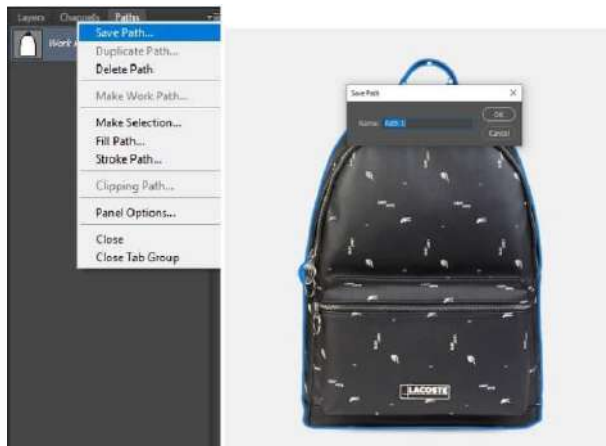 Layers Channels Paths
Work
Save Path...
Duplicate Path...
Delete Path
Make Work Path...
Make Selection...
Fill Path...
Stroke Path...
Clipping Path...
Panel Options...
Close
Close Tab Group
Save Path
Name: Path 1
OK
Cancel
LACOSTE